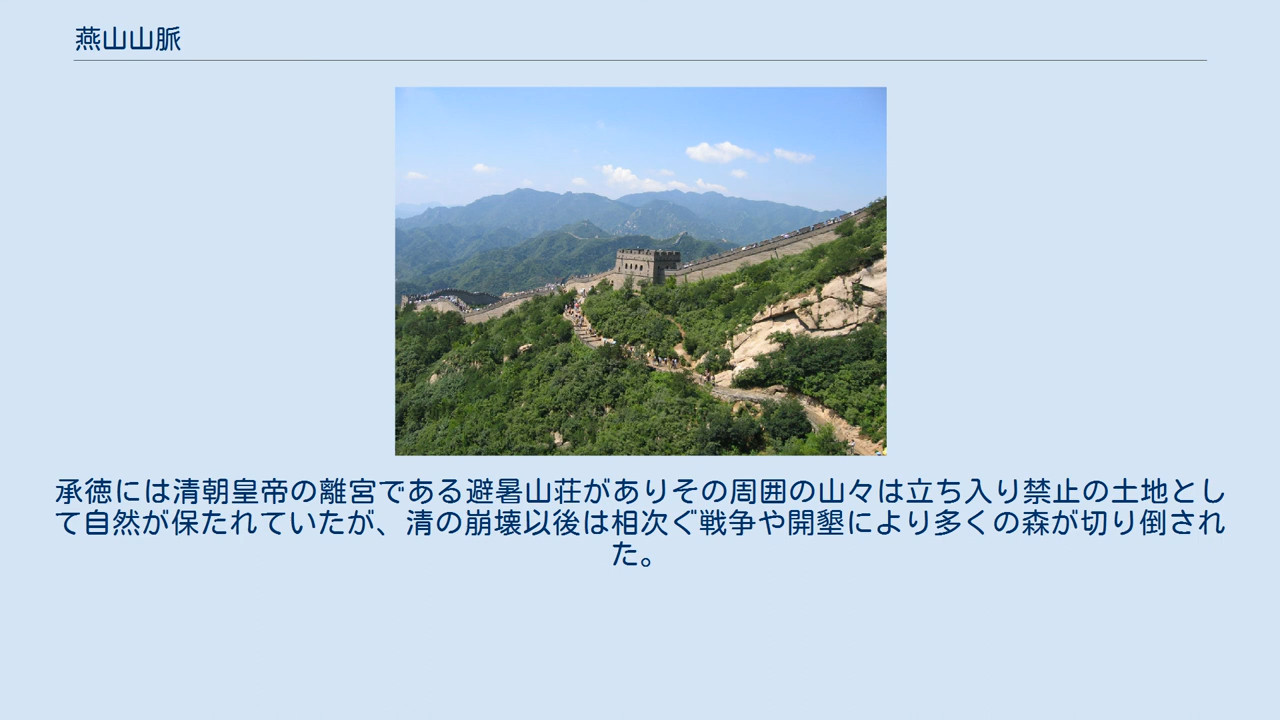 燕山山脈
承徳には清朝皇帝の離宮である避暑山荘がありその周囲の山々は立ち入り禁止の土地とし
て自然が保たれていたが、清の崩壊以後は相次ぐ戦争や開墾により多くの森が切り倒され
た。